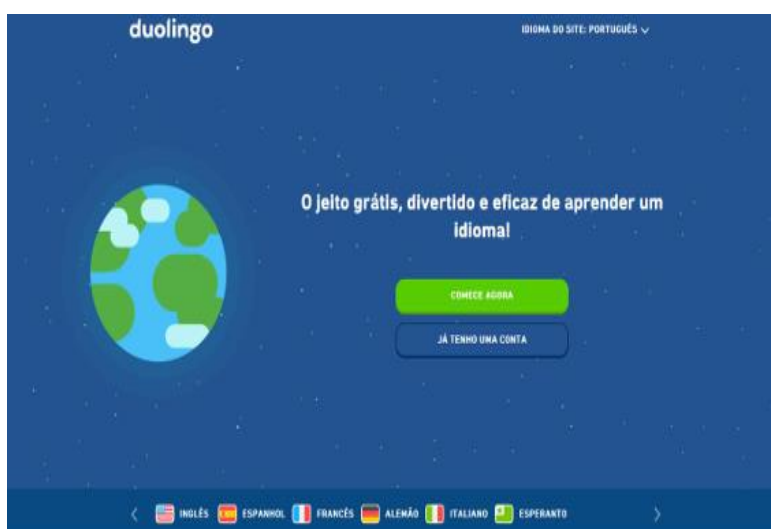 duolingo
IDIOMA DO SITE: PORTUGUÊS
O jeito grátis, divertido e eficaz de aprender um
idioma!
COMECE AGORA
JÁ TENHO UMA CONTA
INGLÊS ESPANHOL FRANCÊS ALEMÃO ITALIANO ESPERANTO